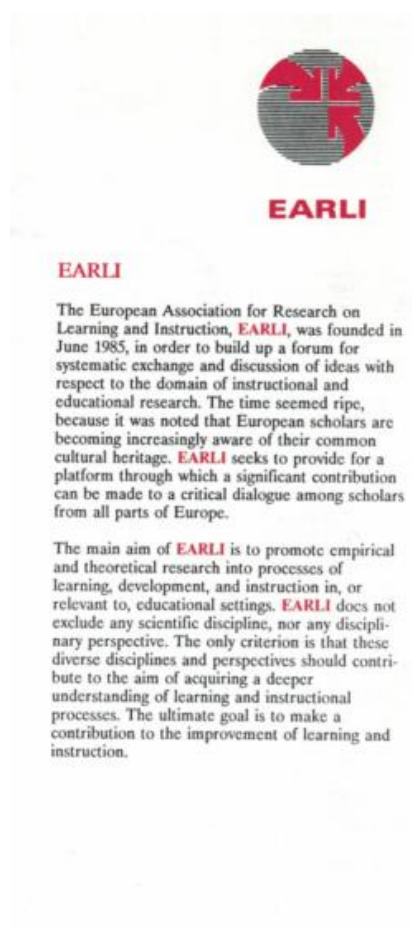 EARLI
EARLI
The European Association for Research on
Learning and Instruction, EARLI, was founded in
June 1985, in order to build up a forum for
systematic exchange and discussion of ideas with
respect to the domain of instructional and
educational research. The time seemed ripe,
because it was noted that European scholars are
becoming increasingly aware of their common
cultural heritage. EARLI seeks to provide for a
platform through which a significant contribution
can be made to a critical dialogue among scholars
from all parts of Europe.
The main aim of EARLI is to promote empirical
and theoretical research into processes of
learning, development, and instruction in, or
relevant to, educational settings. EARLI does not
exclude any scientific discipline, nor any discipli-
nary perspective. The only criterion is that these
diverse disciplines and perspectives should contri-
bute to the aim of acquiring a deeper
understanding of learning and instructional
processes. The ultimate goal is to make a
contribution to the improvement of learning and
instruction.